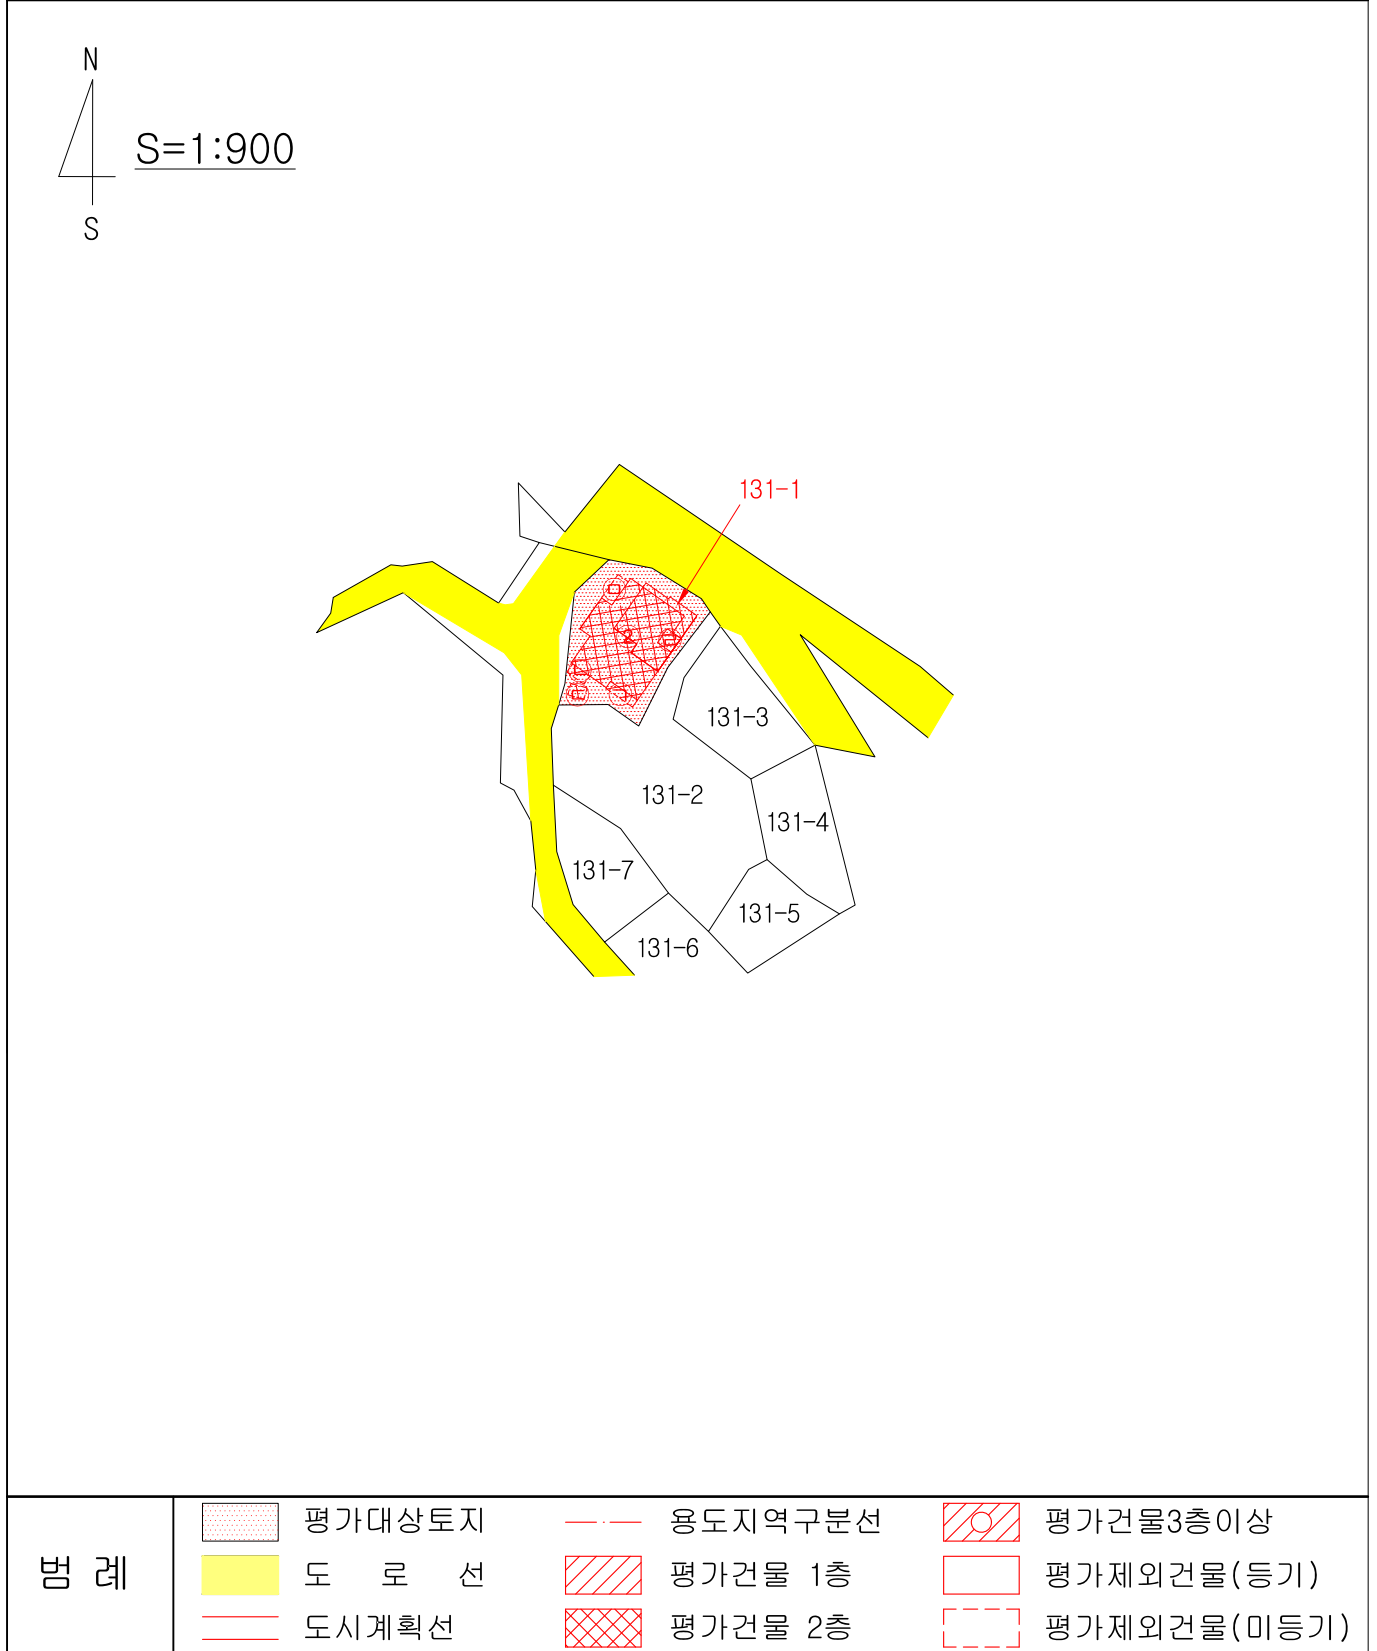 N
S=1:900
S
131-1
131-3
131-2
131-4
131-7
131-5
131-6
범 례
평가대상토지
용도지역구분선
평가건물3층이상
도 로 선
평가건물 1층
평가제외건물(등기)
도시계획선
평가건물 2층
평가제외건물(미등기)